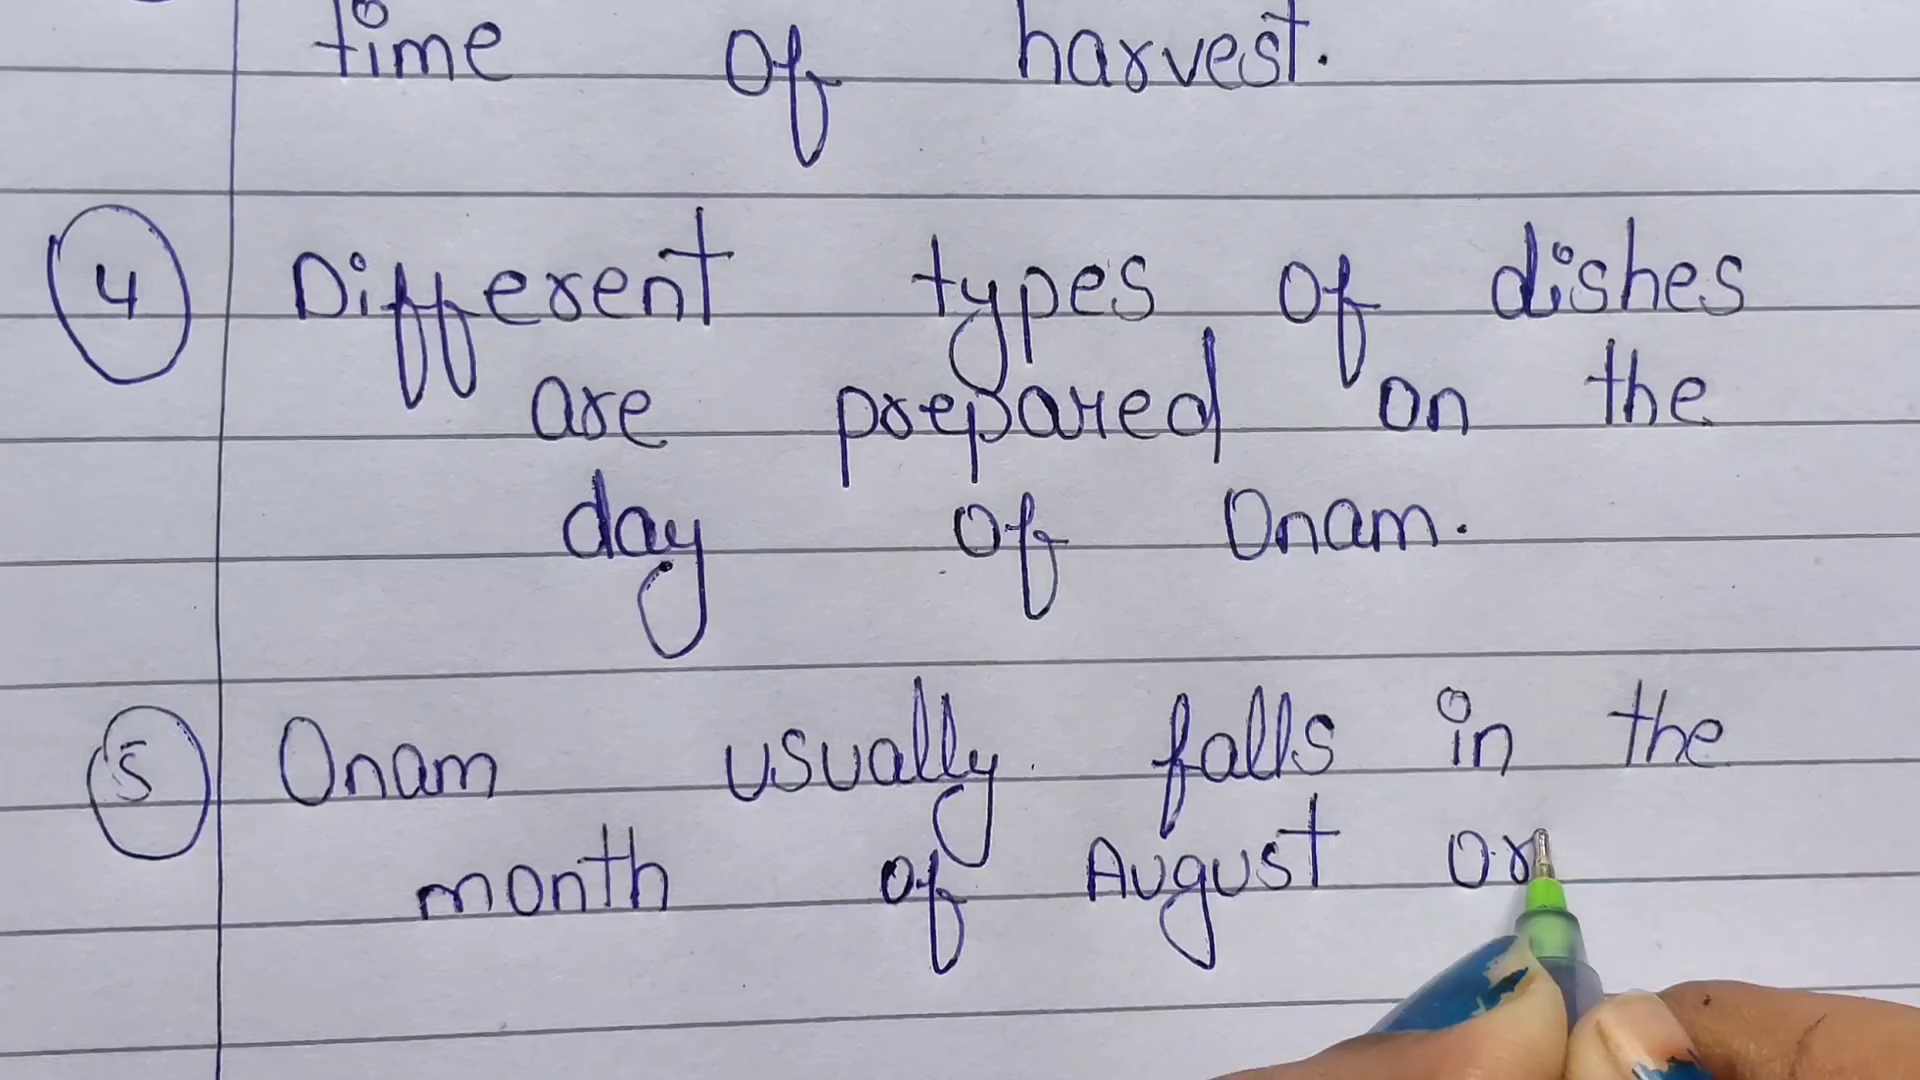 time of harvest.
4 Different types of dishes
are prepared on the
day of Onam.
5 Onam usually falls in the
month of August or